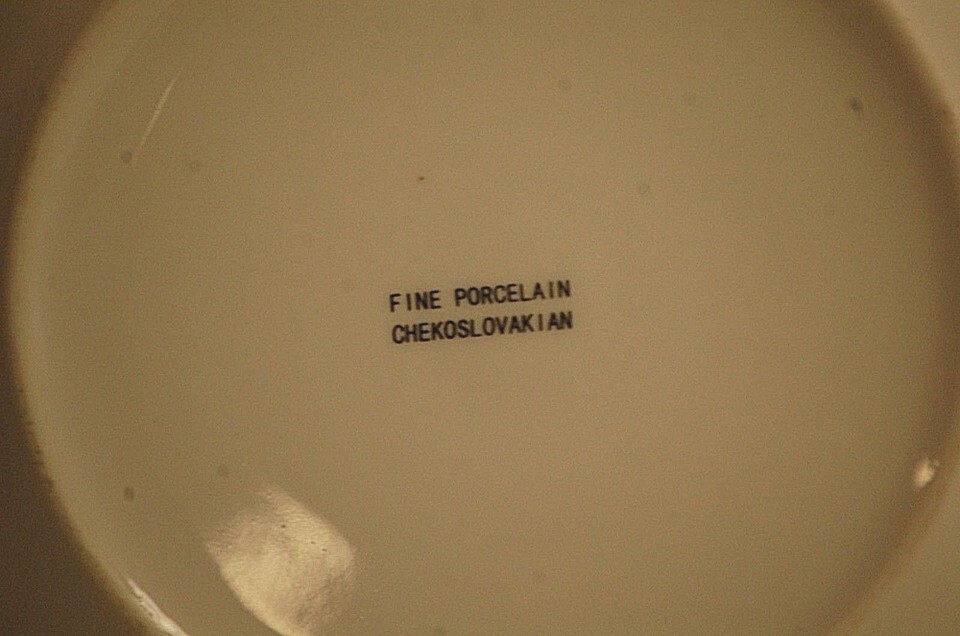 FINE PORCELAIN
CHEKOSLOVAKIAN